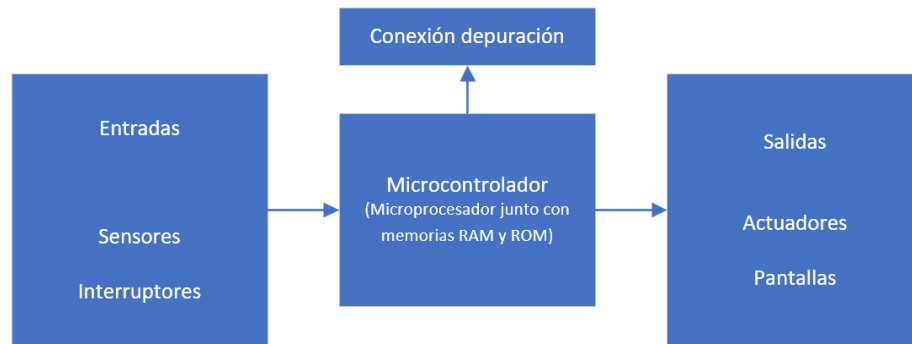 Conexión depuración
Entradas
Sensores
Interruptores
Microcontrolador
(Microprocesador junto con
memorias RAM y ROM)
Salidas
Actuadores
Pantallas